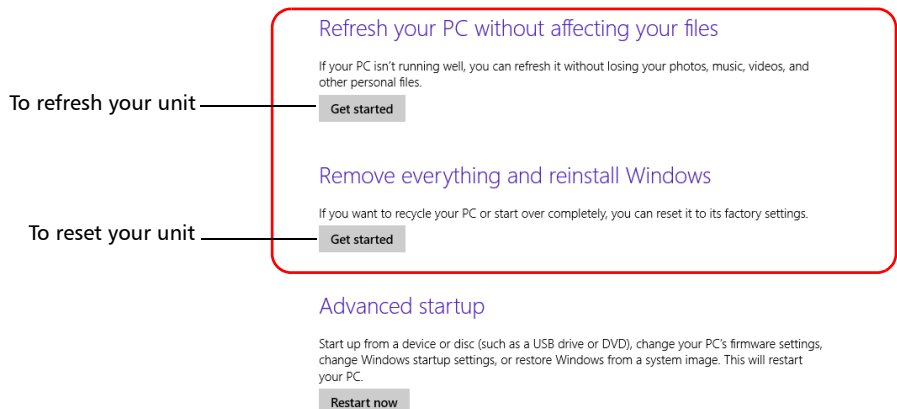 Refresh your PC without affecting your files
If your PC isn't running well, you can refresh it without losing your photos, music, videos, and
other personal files.
To refresh your unit
Get started
Remove everything and reinstall Windows
If you want to recycle your PC or start over completely, you can reset it to its factory settings.
To reset your unit
Get started
Advanced startup
Start up from a device or disc (such as a USB drive or DVD), change your PC's firmware settings,
change Windows startup settings, or restore Windows from a system image. This will restart
your PC.
Restart now